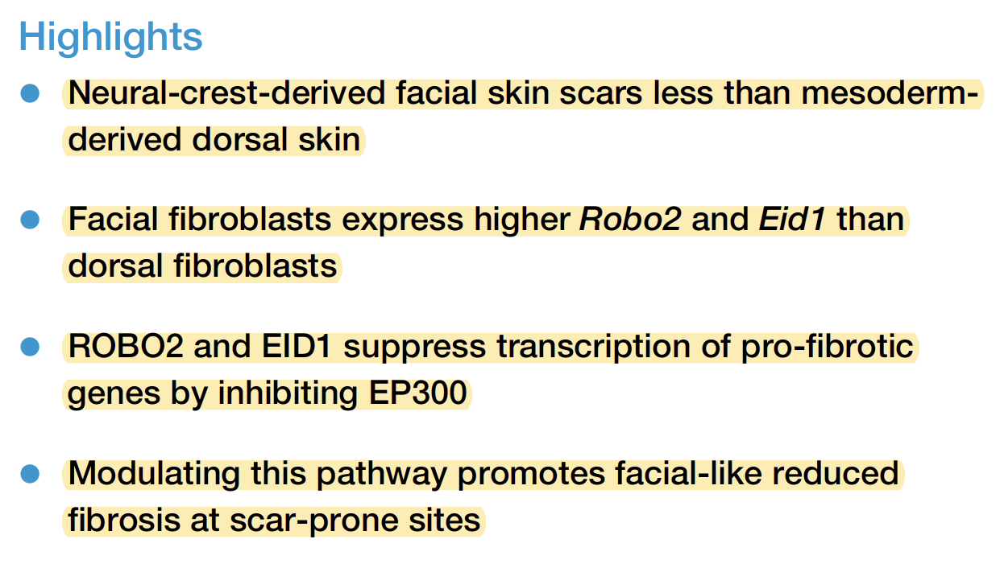 Highlights
● Neural-crest-derived facial skin scars less than mesoderm-
derived dorsal skin
● Facial fibroblasts express higher Robo2 and Eid1 than
dorsal fibroblasts
● ROBO2 and EID1 suppress transcription of pro-fibrotic
genes by inhibiting EP300
● Modulating this pathway promotes facial-like reduced
fibrosis at scar-prone sites